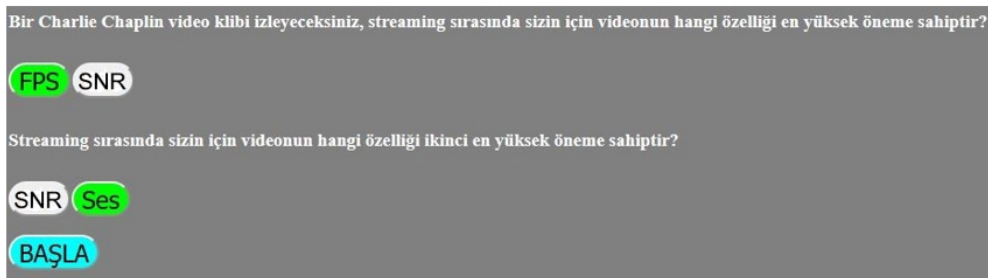 Bir Charlie Chaplin video klibi izleyeceksiniz, streaming sırasında sizin için videonun hangi özelliği en yüksek öneme sahiptir?
FPS SNR
Streaming sırasında sizin için videonun hangi özelliği ikinci en yüksek öneme sahiptir?
SNR Ses
BAŞLA